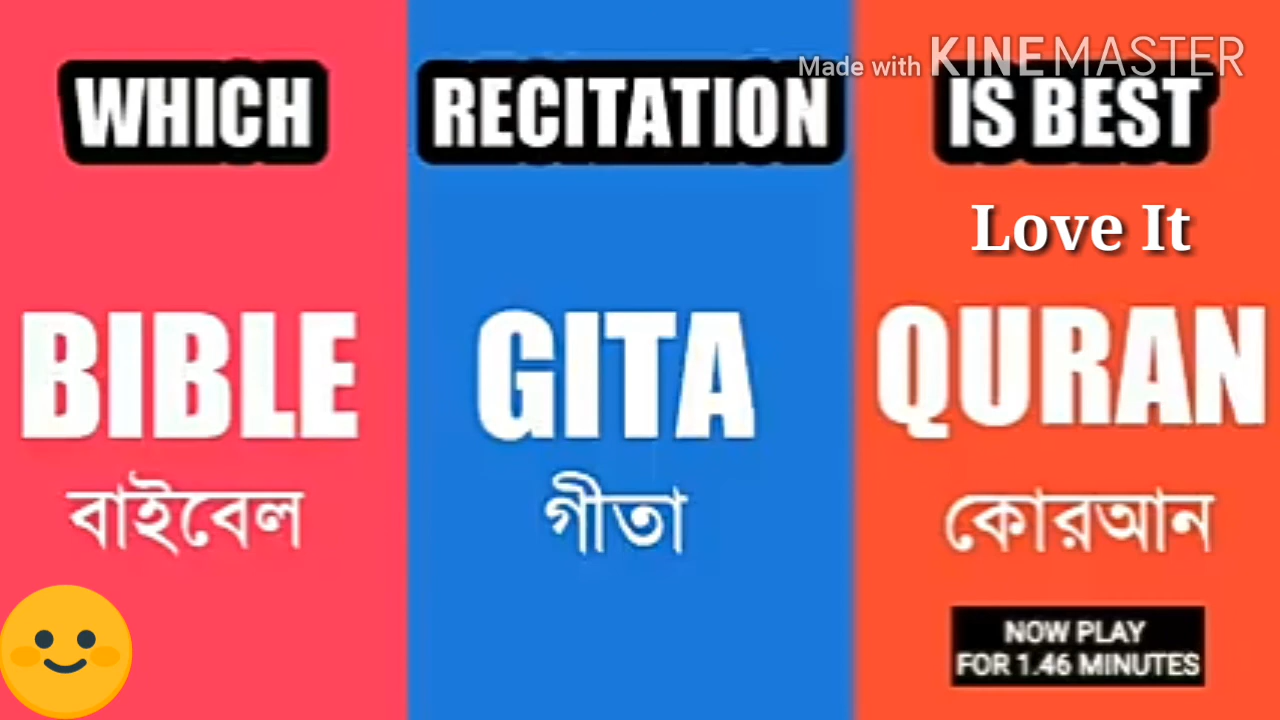 Made with KINEMASTER
WHICH RECITATION IS BEST
Love It
BIBLE GITA QURAN
বাইবেল গীতা কোরআন
NOW PLAY
FOR 1.46 MINUTES